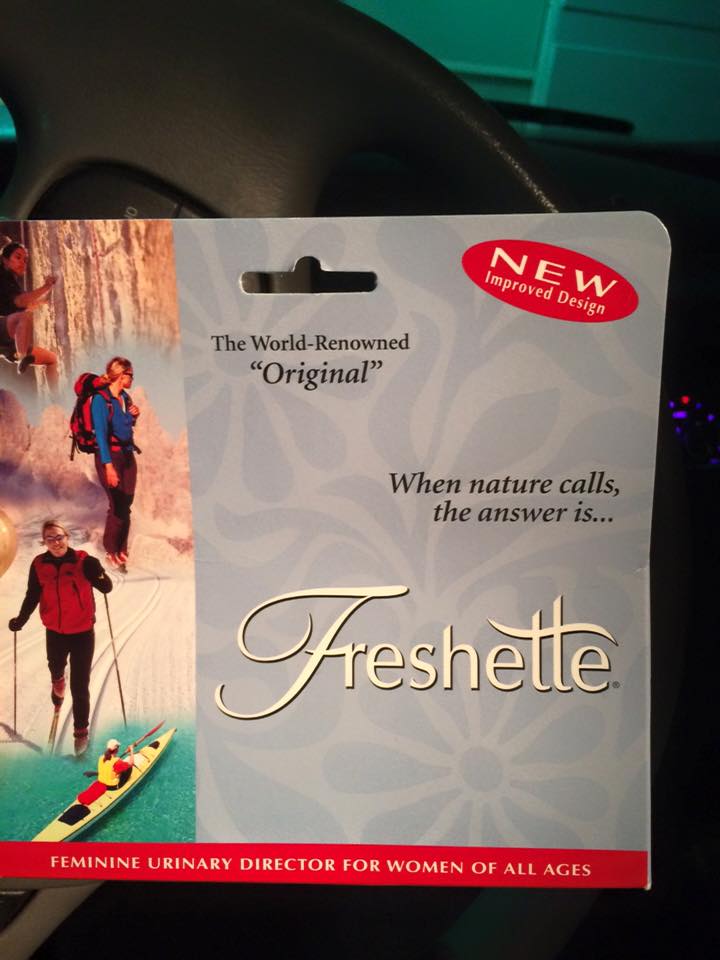 The World-Renowned
“Original”
NEW
Improved Design
When nature calls,
the answer is...
Freshette®
FEMININE URINARY DIRECTOR FOR WOMEN OF ALL AGES